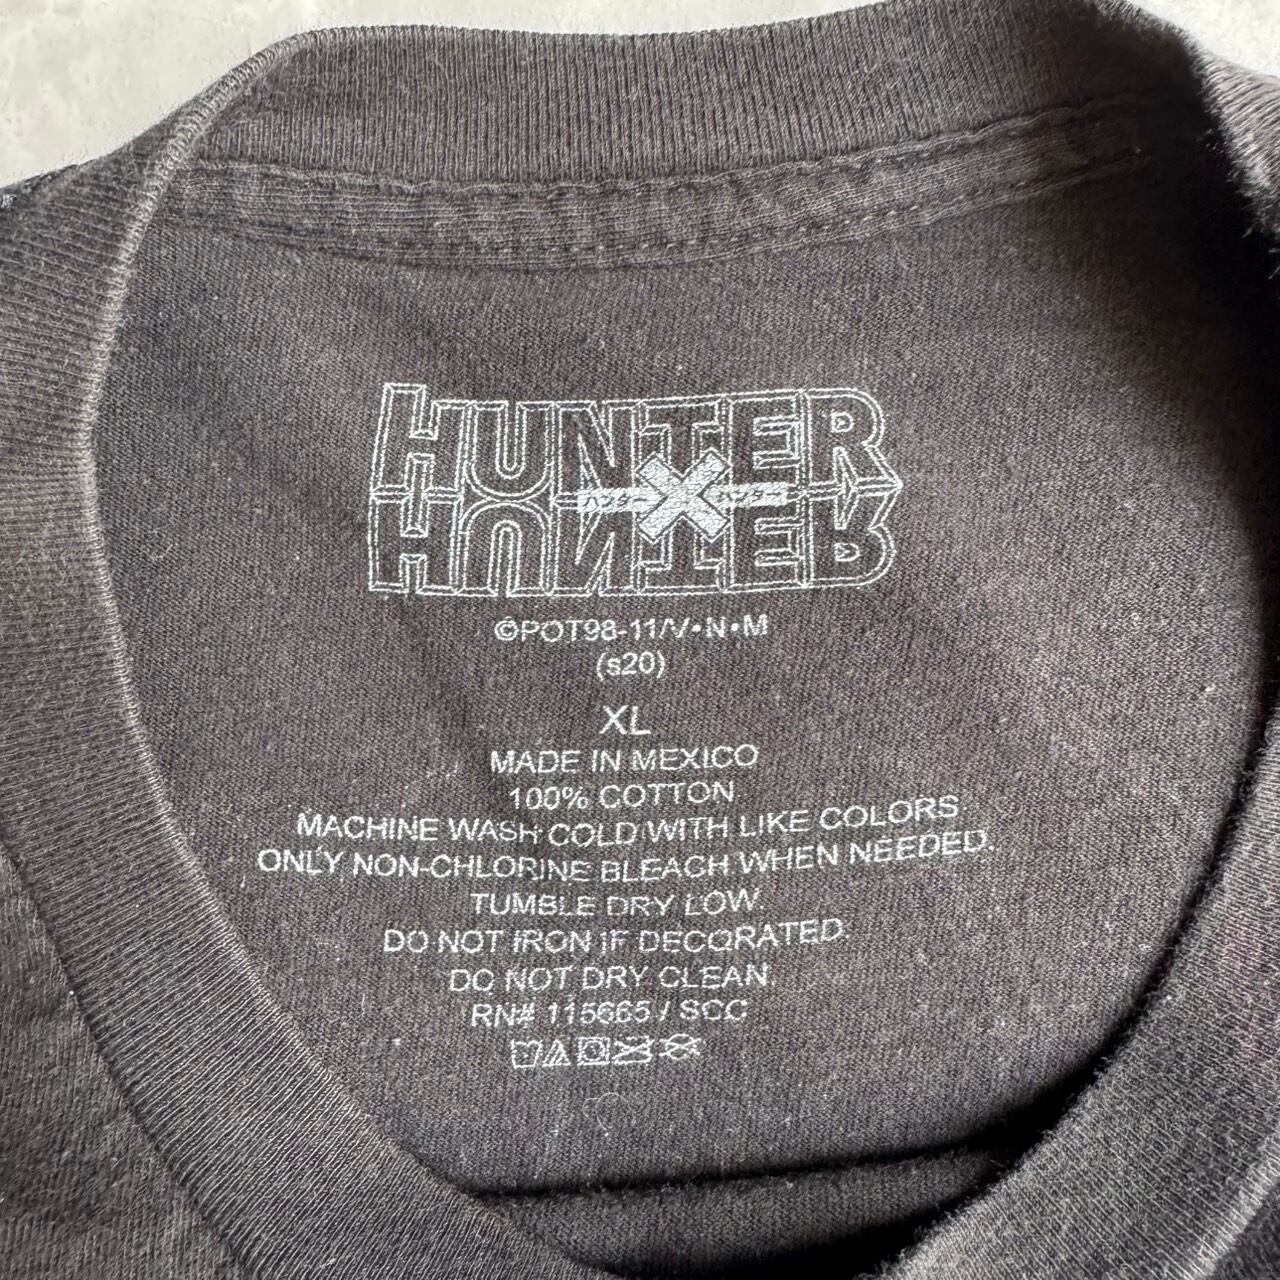 HUNTER
ハンター × ハンター
HUNTER
©POT98-11/V•N•M
(s20)
XL
MADE IN MEXICO
100% COTTON
MACHINE WASH COLD WITH LIKE COLORS
ONLY NON-CHLORINE BLEACH WHEN NEEDED.
TUMBLE DRY LOW.
DO NOT IRON IF DECORATED.
DO NOT DRY CLEAN.
RN# 115665 / SCC